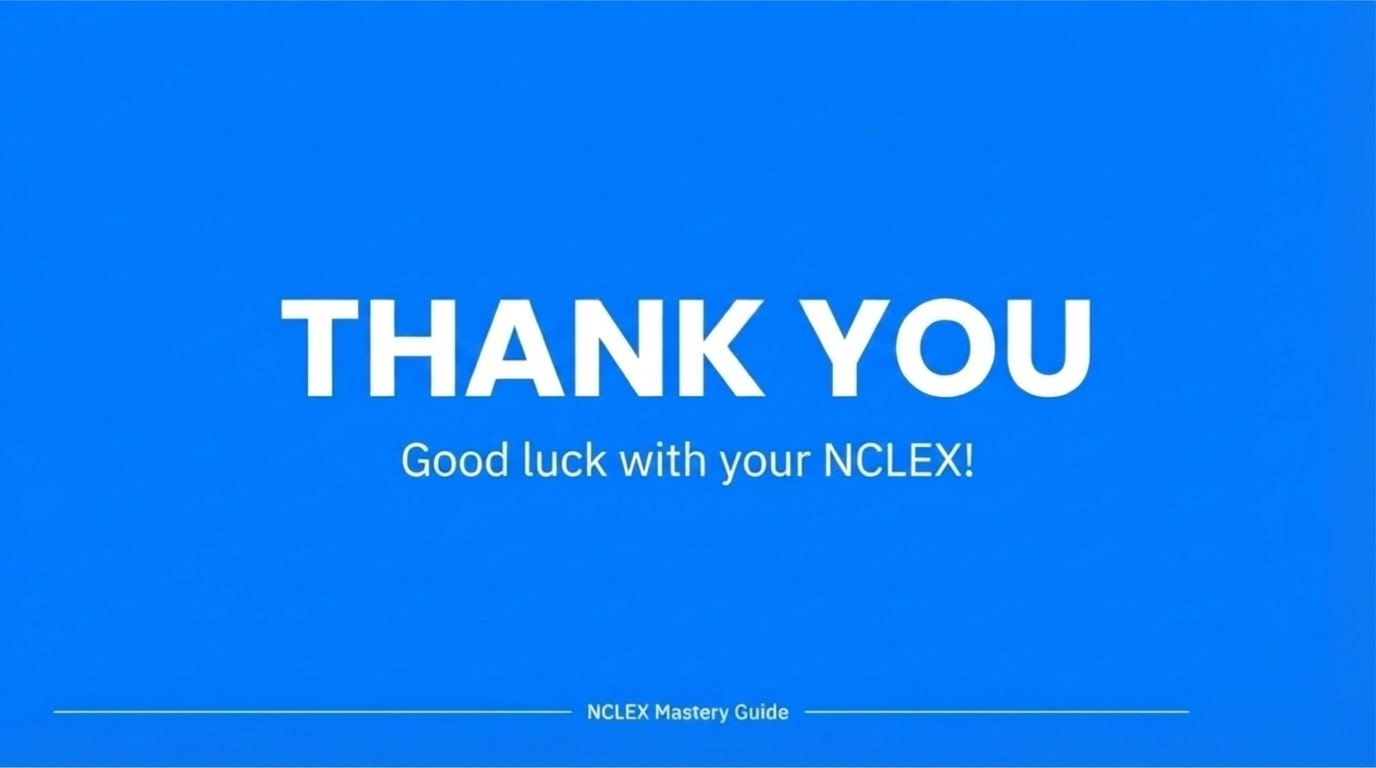 THANK YOU
Good luck with your NCLEX!
NCLEX Mastery Guide